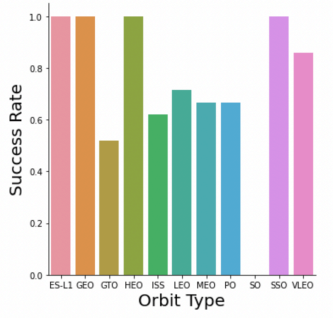 Success Rate
1.0
0.8
0.6
0.4
0.2
0.0
ES-L1 GEO GTO HEO ISS LEO MEO PO SO SSO VLEO
Orbit Type